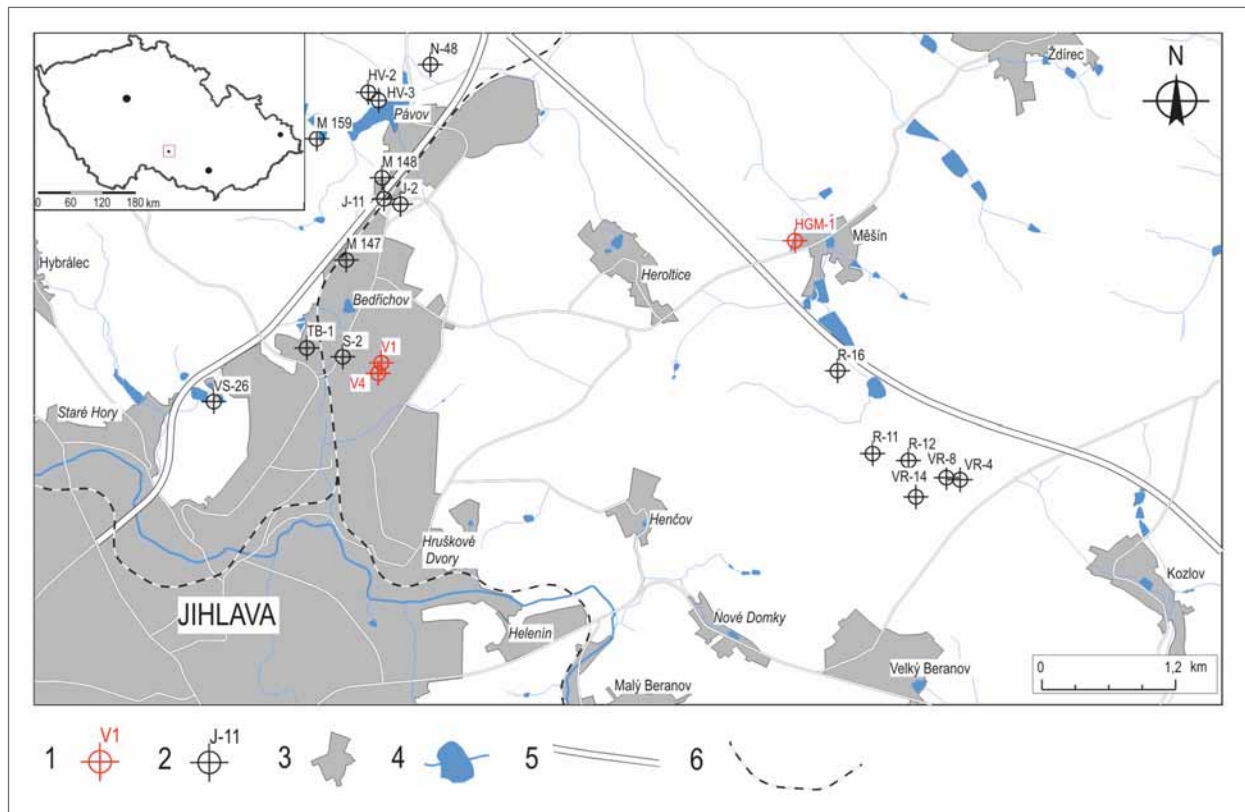 N-48
Ždírec
N
HV-2
HV-3
Pávov
M 159
M 148
J-2
J-11
0 60 120 180 km
HGM-1
Měšín
M 147
Hybrálec
Heroltice
Bedřichov
TB-1
S-2
V1
V4
R-16
VS-26
Staré Hory
R-11
R-12
VR-8
VR-4
VR-14
Henčov
Hruškové
Dvory
Kozlov
JIHLAVA
Helenín
Nové Domky
Velký Beranov
0 1,2 km
Malý Beranov
1 V1 2 J-11 3 4 5 6